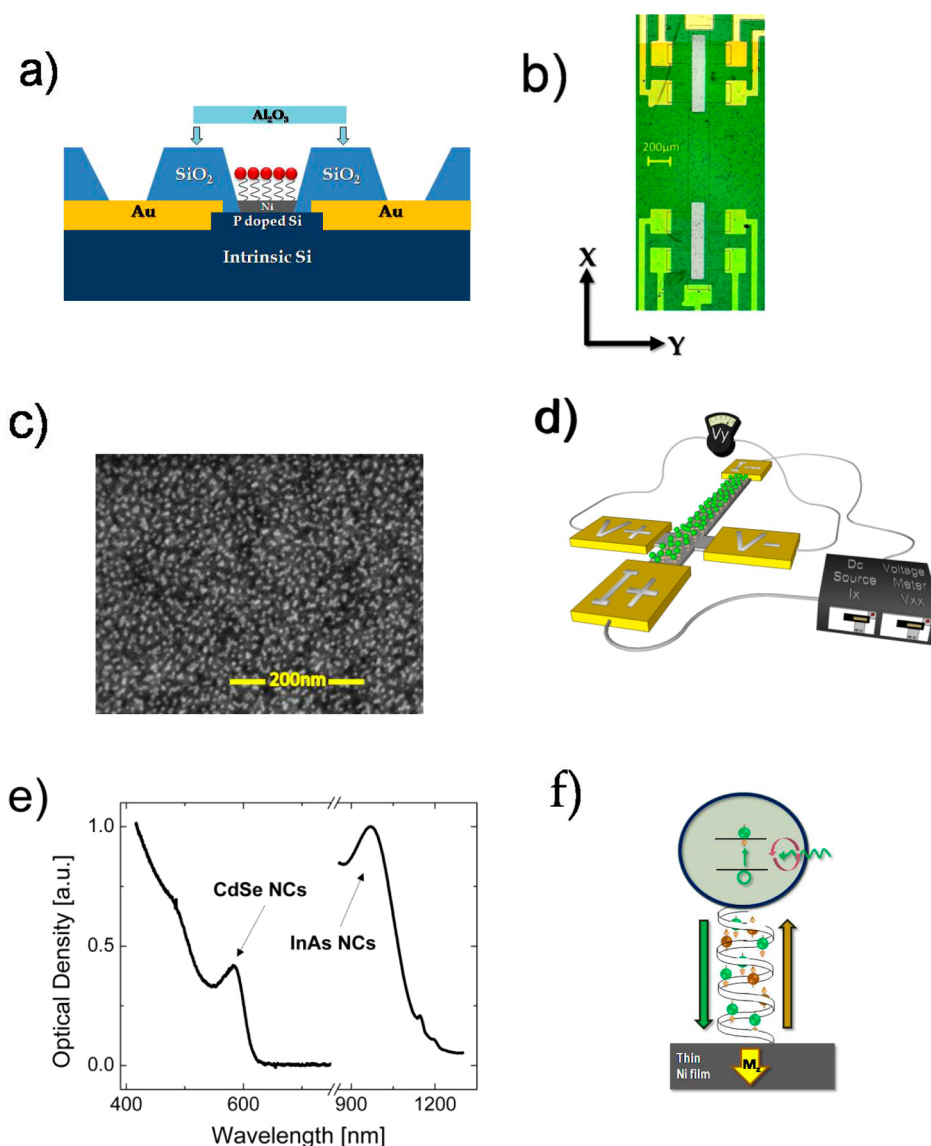 a)
Al₂O₃
SiO₂
SiO₂
Ni
Au
P doped Si
Au
Intrinsic Si
b)
200μm
X
Y
c)
200nm
d)
Vy
I-
V+
V-
I+
Dc Voltage
Source Meter
Ix Vxx
e)
Optical Density [a.u.]
1.0
0.5
0.0
CdSe NCs
InAs NCs
400
600
900
1200
Wavelength [nm]
f)
Thin
Ni film
M_z